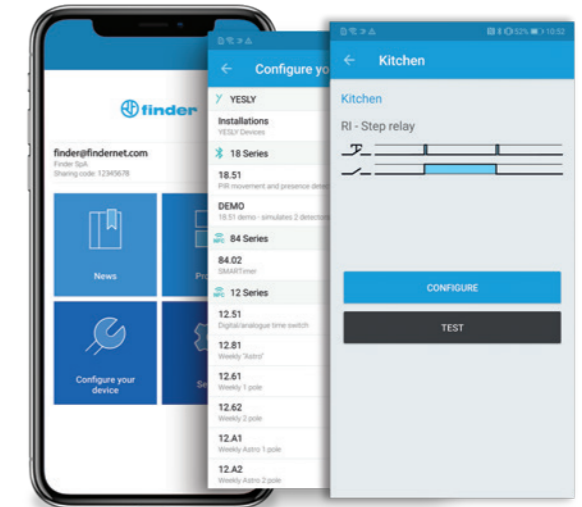 finder
finder@findernet.com
Finder SpA
Sharing code: 12345678
News
Configure your
device
Configure yo
YESLY
Installations
YESLY Devices
18 Series
18.51
PIR movement and presence detec
DEMO
18.51 demo - simulates 2 detectors
NFC 84 Series
84.02
SMARTimer
NFC 12 Series
12.51
Digital/analogue time switch
12.81
Weekly "Astro"
12.61
Weekly 1 pole
12.62
Weekly 2 pole
12.A1
Weekly Astro 1 pole
12.A2
Weekly Astro 2 pole
52% 10:52
Kitchen
Kitchen
RI - Step relay
CONFIGURE
TEST